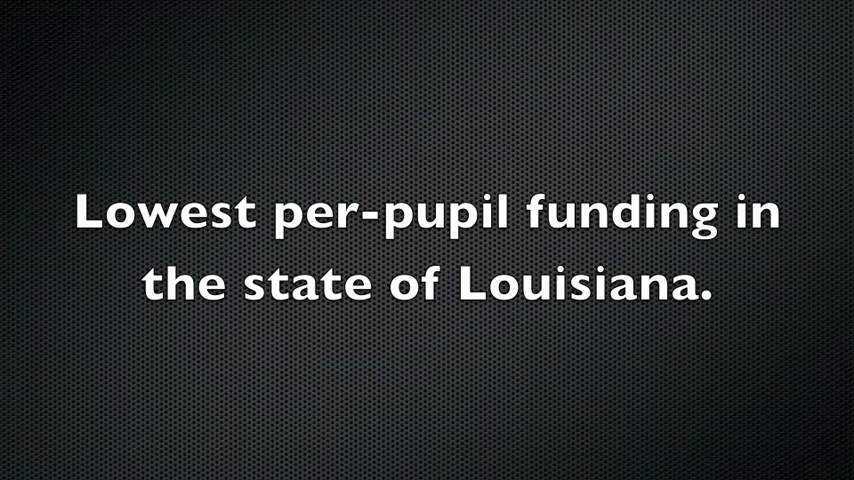 Lowest per-pupil funding in
the state of Louisiana.